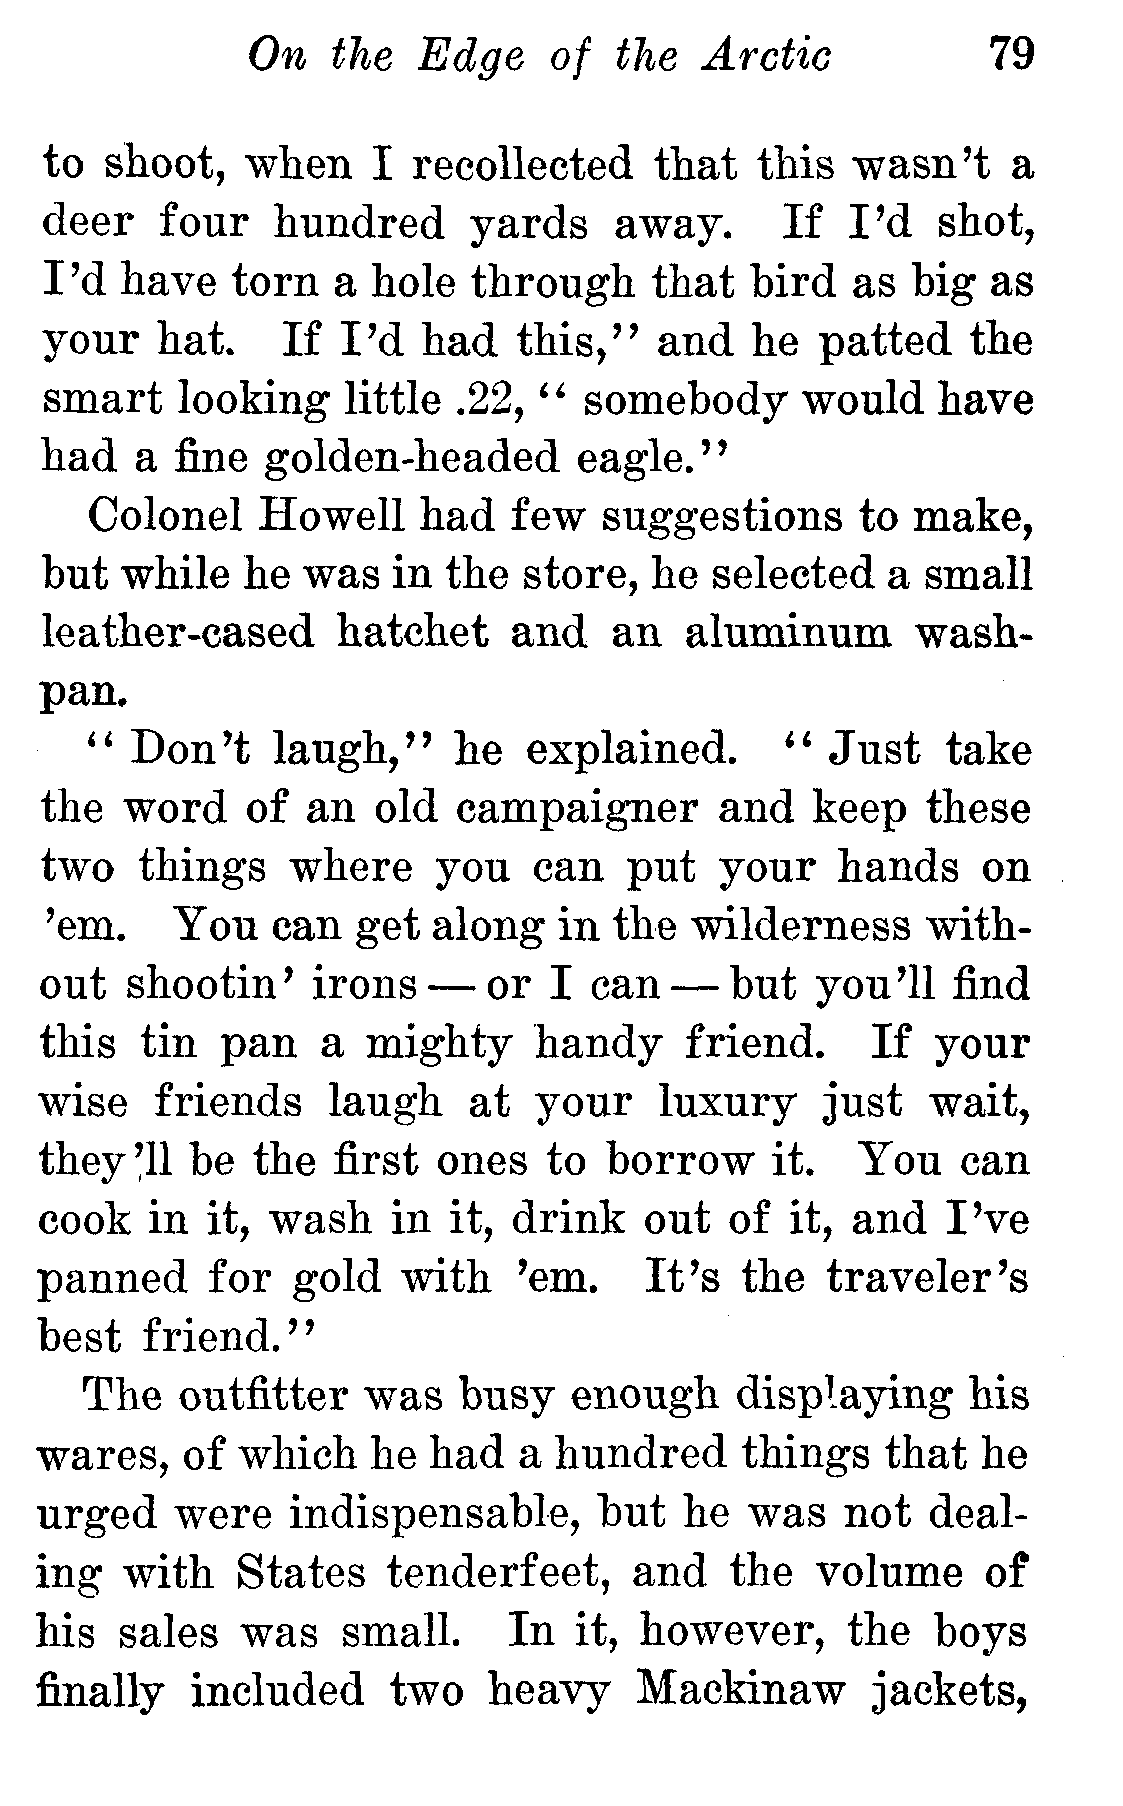 On the Edge of the Arctic 79
to shoot, when I recollected that this wasn't a
deer four hundred yards away. If I'd shot,
I'd have torn a hole through that bird as big as
your hat. If I'd had this,'' and he patted the
smart looking little .22, “ somebody would have
had a fine golden-headed eagle.''
Colonel Howell had few suggestions to make,
but while he was in the store, he selected a small
leather-cased hatchet and an aluminum wash-
pan.
“ Don't laugh,'' he explained. “ Just take
the word of an old campaigner and keep these
two things where you can put your hands on
'em. You can get along in the wilderness with-
out shootin' irons — or I can — but you'll find
this tin pan a mighty handy friend. If your
wise friends laugh at your luxury just wait,
they'll be the first ones to borrow it. You can
cook in it, wash in it, drink out of it, and I've
panned for gold with 'em. It's the traveler's
best friend.''
The outfitter was busy enough displaying his
wares, of which he had a hundred things that he
urged were indispensable, but he was not deal-
ing with States tenderfeet, and the volume of
his sales was small. In it, however, the boys
finally included two heavy Mackinaw jackets,